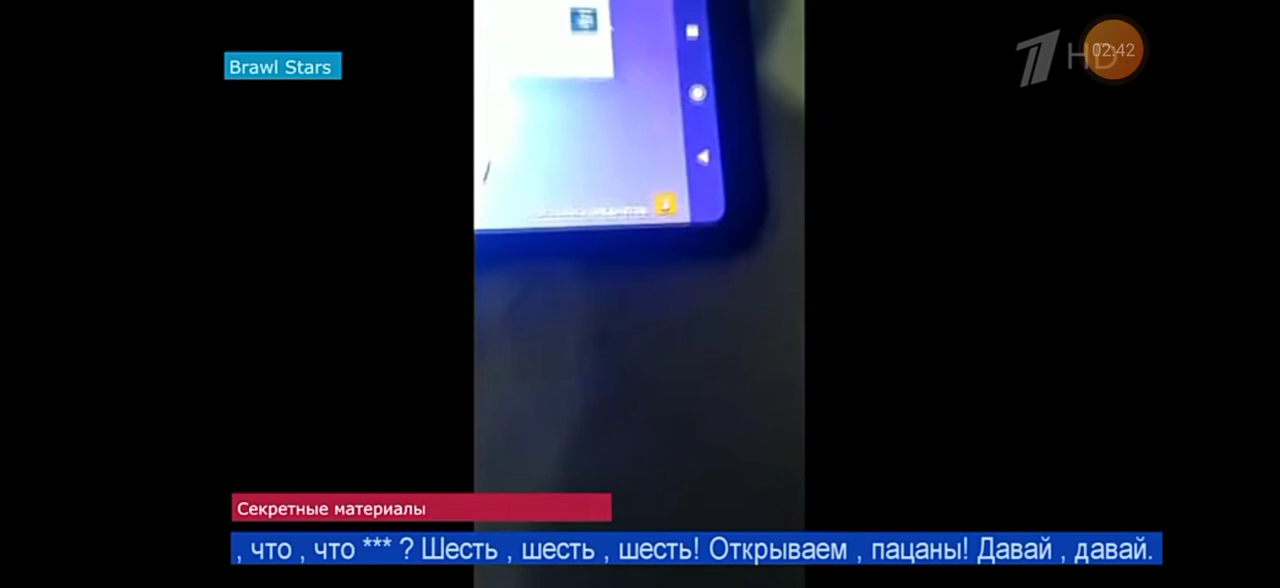 Brawl Stars
HD
02:42
Секретные материалы
, что , что *** ? Шесть , шесть , шесть! Открываем , пацаны! Давай , давай.